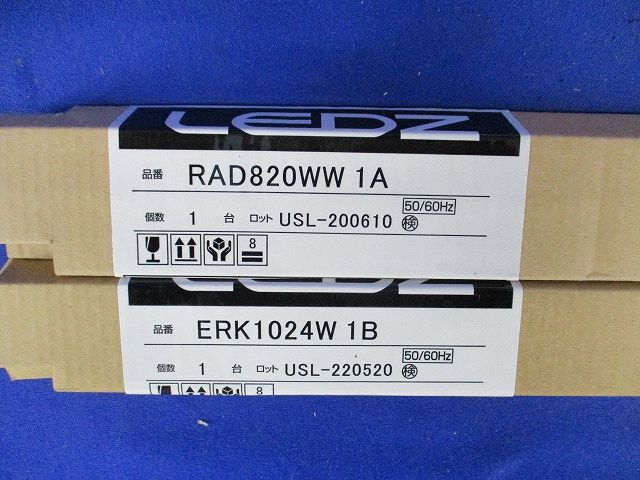 LEDZ
品番 RAD820WW 1A
50/60Hz
個数 1 台 ロット USL-200610 検
8
LEDZ
品番 ERK1024W 1B
50/60Hz
個数 1 台 ロット USL-220520 検
8